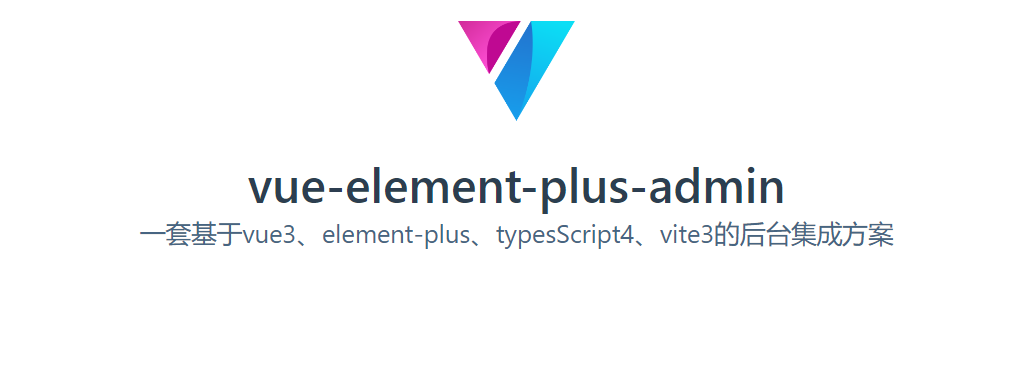 vue-element-plus-admin
一套基于vue3、element-plus、typesScript4、vite3的后台集成方案